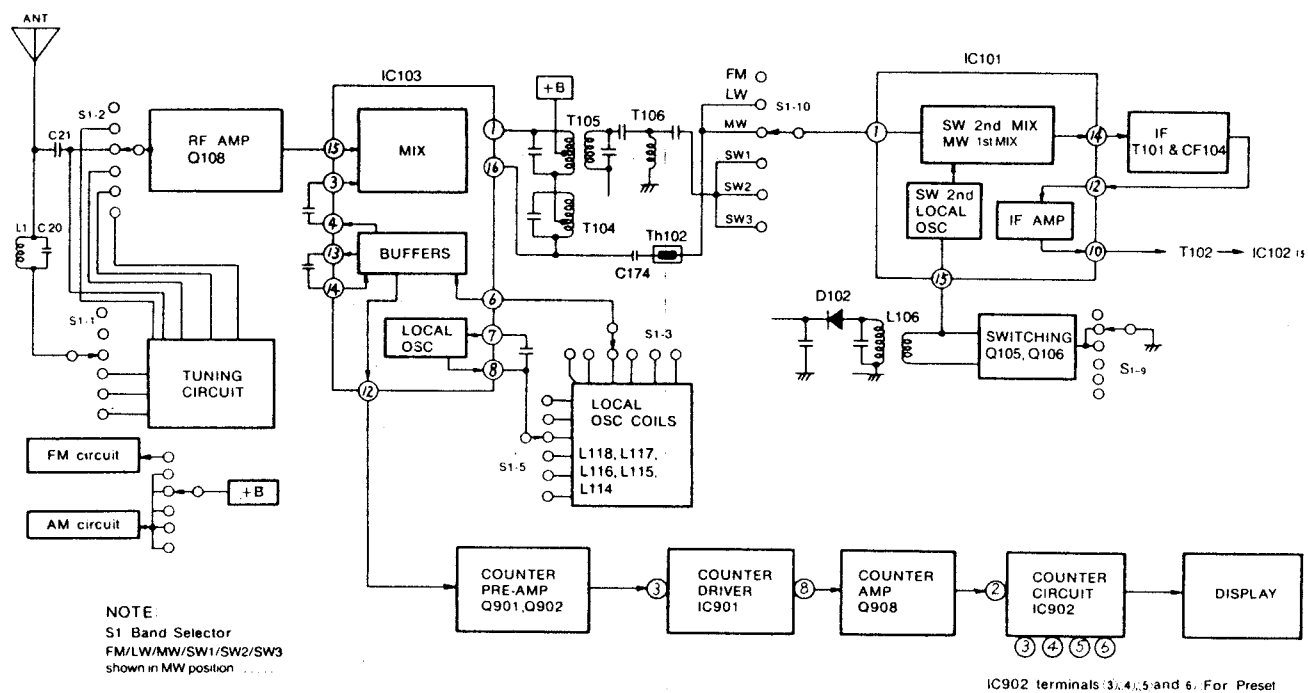 ANT
C21
S1-2
L1
C20
S1-1
RF AMP
Q108
TUNING
CIRCUIT
FM circuit
AM circuit
+B
IC103
15
3
4
13
14
12
MIX
BUFFERS
LOCAL
OSC
1
16
6
7
8
+B
T105
T106
T104
Th102
C174
S1-3
S1-5
LOCAL
OSC COILS
L118, L117,
L116, L115,
L114
FM
LW
MW
SW1
SW2
SW3
S1-10
IC101
1
SW 2nd MIX
MW 1st MIX
SW 2nd
LOCAL
OSC
IF AMP
14
12
10
15
IF
T101 & CF104
T102
IC102 15
D102
L106
SWITCHING
Q105, Q106
S1-9
COUNTER
PRE-AMP
Q901,Q902
3
COUNTER
DRIVER
IC901
8
COUNTER
AMP
Q908
2
COUNTER
CIRCUIT
IC902
3 4 5 6
DISPLAY
NOTE:
S1 Band Selector
FM/LW/MW/SW1/SW2/SW3
shown in MW position .....
IC902 terminals (3),(4),(5) and 6. For Preset